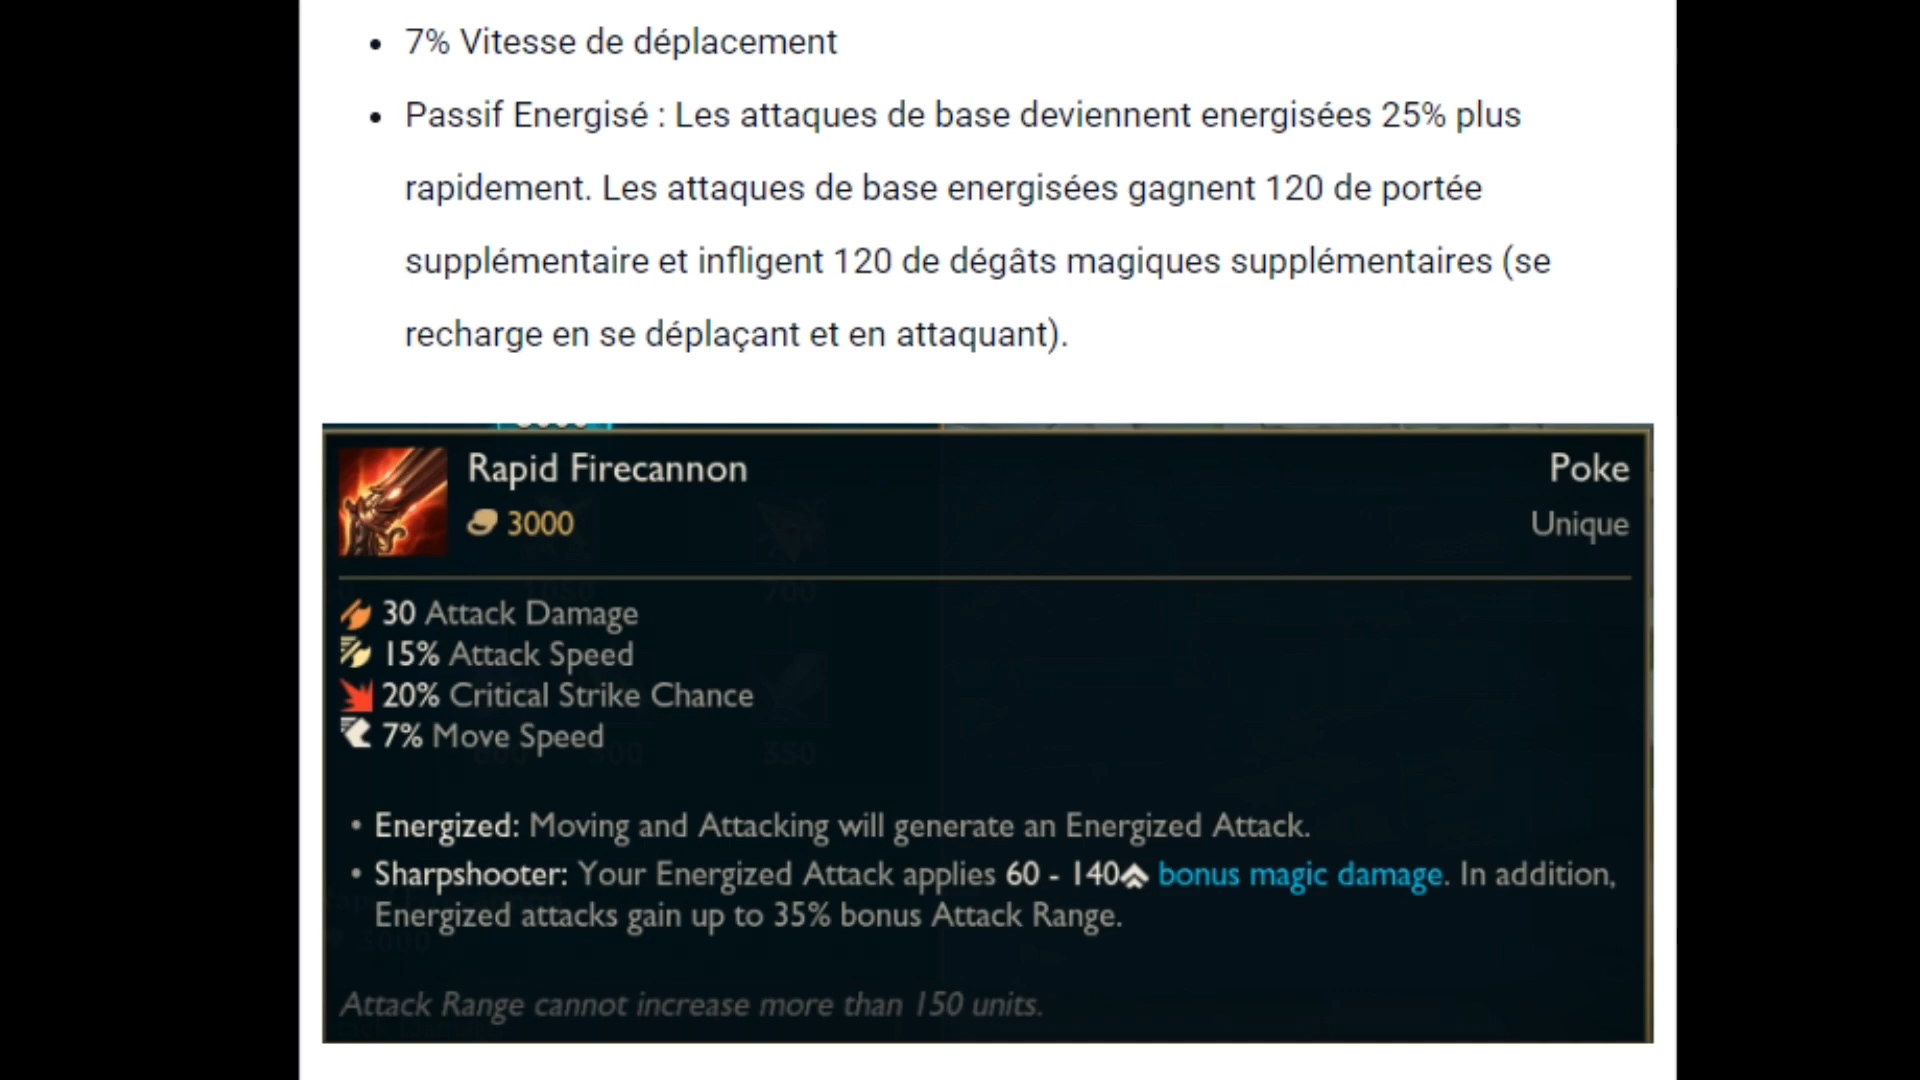 7% Vitesse de déplacement
Passif Energisé : Les attaques de base deviennent energisées 25% plus
rapidement. Les attaques de base energisées gagnent 120 de portée
supplémentaire et infligent 120 de dégâts magiques supplémentaires (se
recharge en se déplaçant et en attaquant).
Rapid Firecannon
Poke
3000
Unique
30 Attack Damage
15% Attack Speed
20% Critical Strike Chance
7% Move Speed
• Energized: Moving and Attacking will generate an Energized Attack.
• Sharpshooter: Your Energized Attack applies 60 - 140 bonus magic damage. In addition,
Energized attacks gain up to 35% bonus Attack Range.
Attack Range cannot increase more than 150 units.